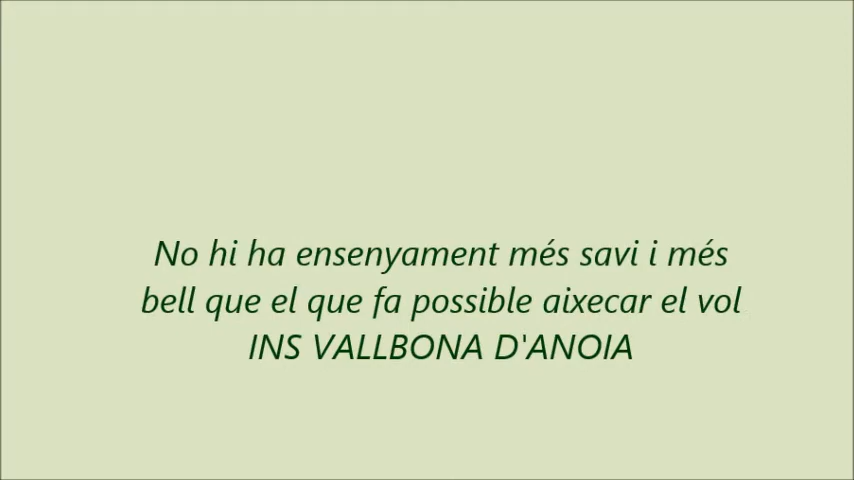 No hi ha ensenyament més savi i més
bell que el que fa possible aixecar el vol
INS VALLBONA D'ANOIA